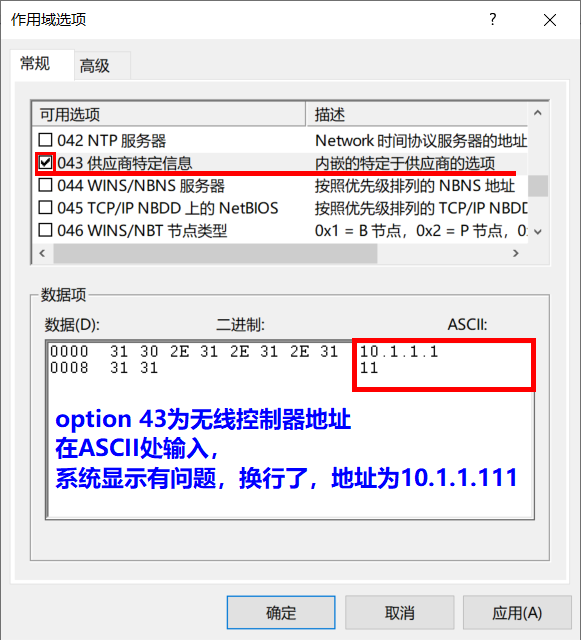 作用域选项
常规
高级
可用选项 描述
042 NTP 服务器 Network 时间协议服务器的地址
043 供应商特定信息 内嵌的特定于供应商的选项
044 WINS/NBNS 服务器 按照优先级排列的 NBNS 地址
045 TCP/IP NBDD 上的 NetBIOS 按照优先级排列的 TCP/IP NBDD
046 WINS/NBT 节点类型 0x1 = B 节点，0x2 = P 节点，0
数据项
数据(D): 二进制: ASCII:
0000 31 30 2E 31 2E 31 2E 31 10.1.1.1
0008 31 31 11
option 43为无线控制器地址
在ASCII处输入，
系统显示有问题，换行了，地址为10.1.1.111
确定 取消 应用(A)